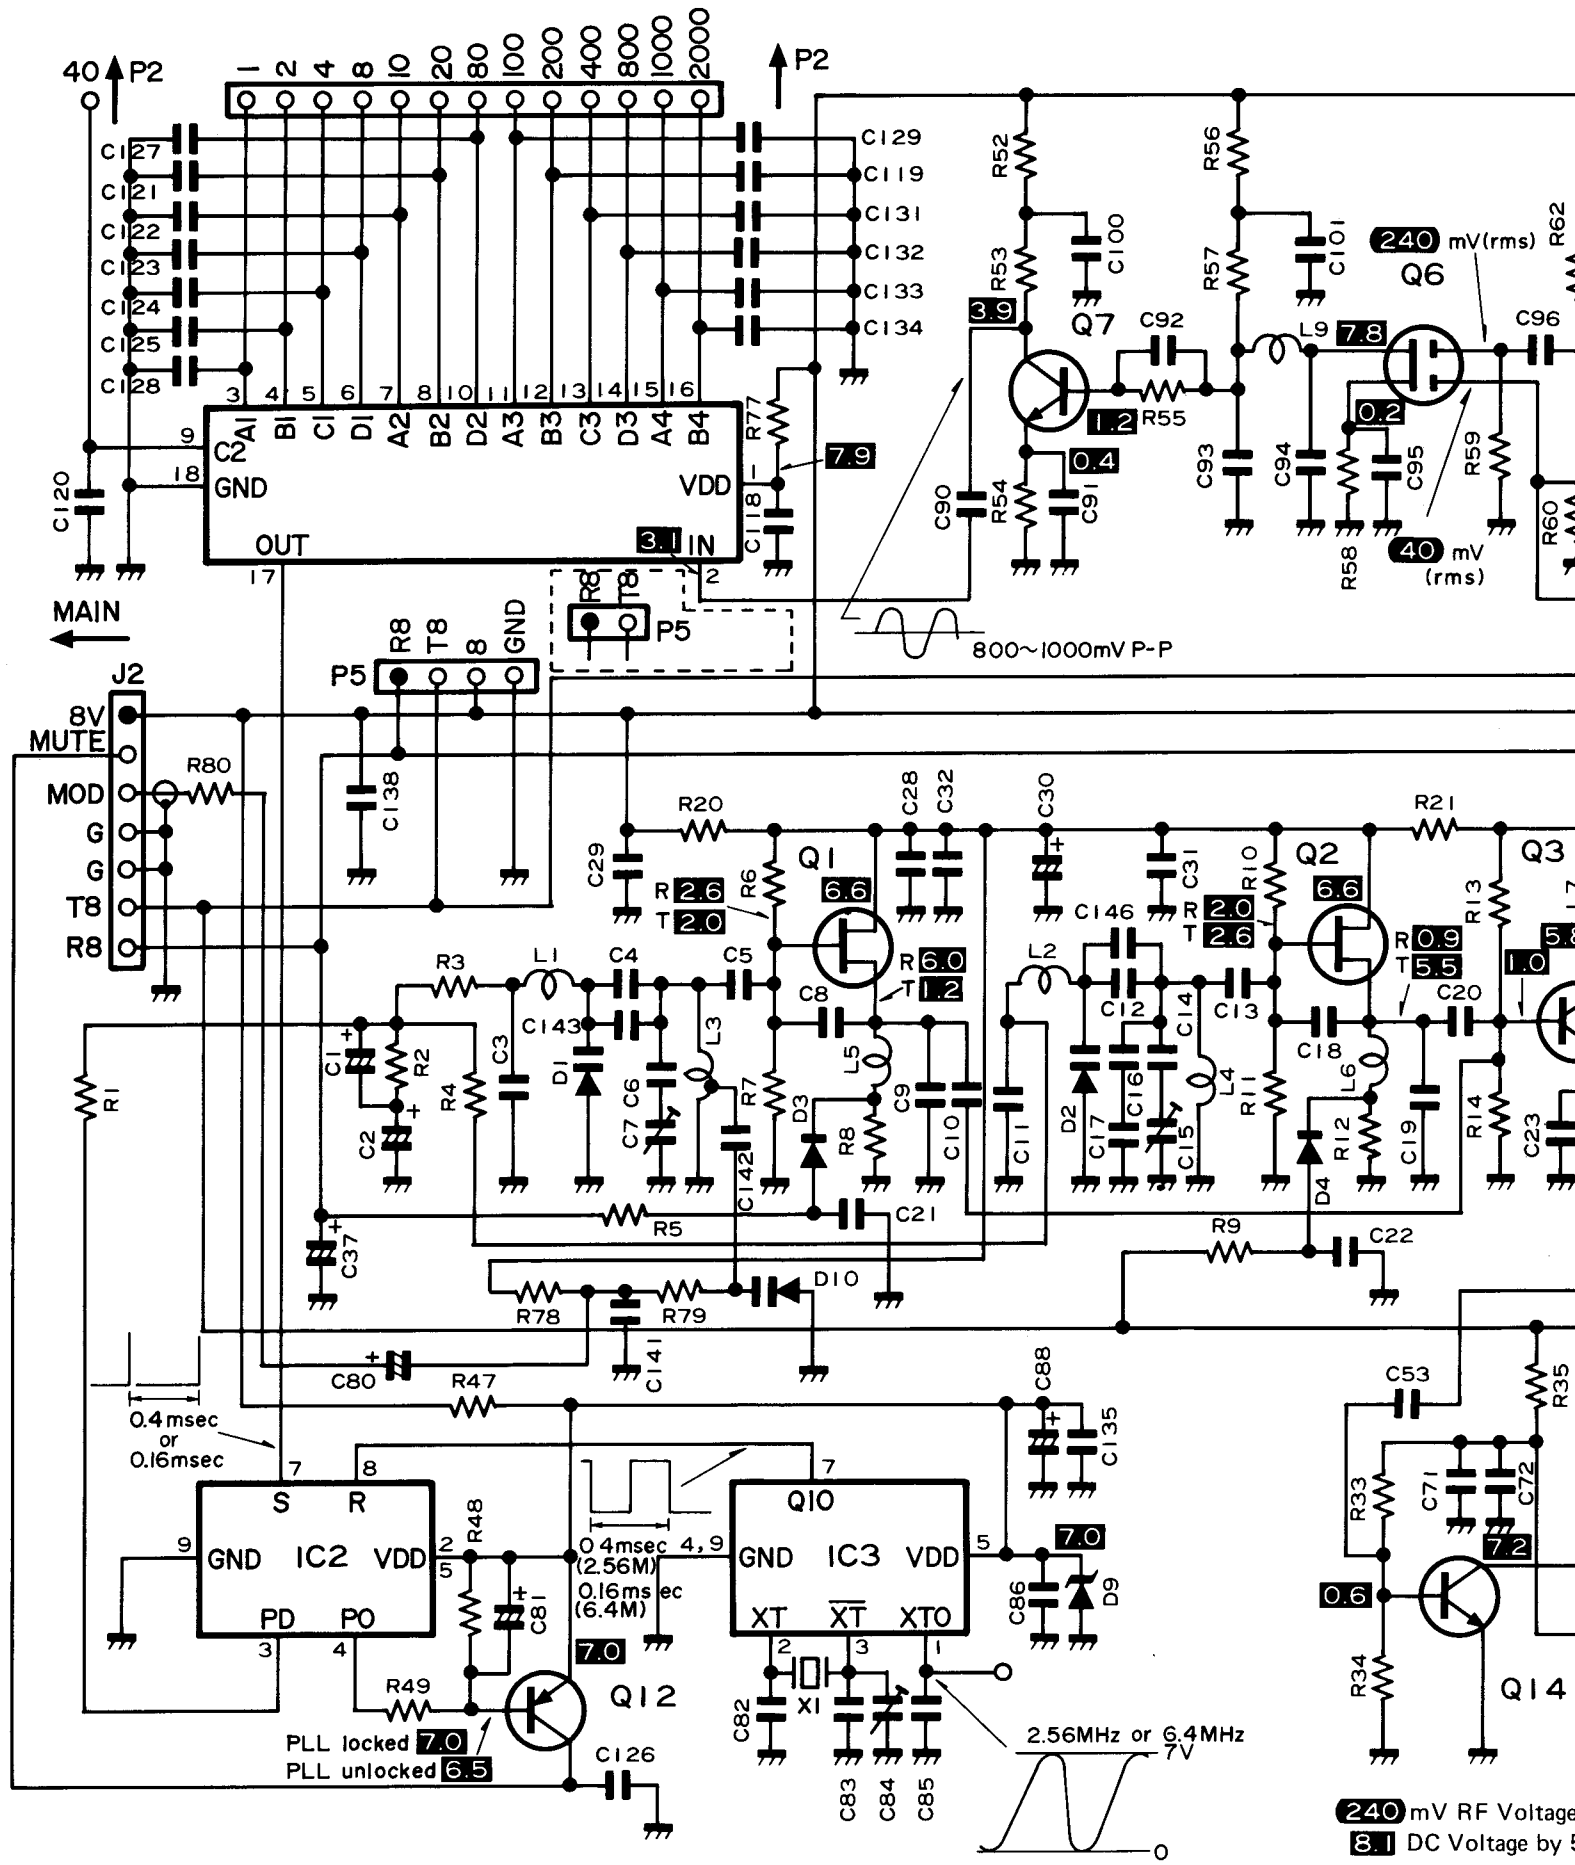 40
P2
1 2 4 8 10 20 80 100 200 400 800 1000 2000
P2
C127
C121
C122
C123
C124
C125
C128
C129
C119
C131
C132
C133
C134
R52
R53
C100
3.9
Q7
R56
R57
C101
C92
R55
1.2
0.4
R54
C91
C90
C93
L9
7.8
0.2
C94
R58
C95
240 mV(rms)
Q6
R62
C96
R59
R60
40 mV
(rms)
3 4 5 6 7 8 10 11 12 13 14 15 16
A1 B1 C1 D1 A2 B2 D2 A3 B3 C3 D3 A4 B4
9
C2
18
GND
C120
OUT
17
3.1
IN
2
VDD
1
R77
7.9
C118
800~1000mV P-P
MAIN
J2
8V
MUTE
MOD
G
G
T8
R8
R80
P5
R8 T8 8 GND
R8 T8
P5
C138
C29
R20
R6
Q1
6.6
C28
C32
R 2.6
T 2.0
R 6.0
T 1.2
C30
C31
R10
Q2
6.6
R 2.0
T 2.6
R 0.9
T 5.5
R21
Q3
R13
17
5.8
1.0
R3
L1
C4
C5
C143
C3
D1
C6
C7
L3
C142
R7
C8
L5
D3
R8
C9
C10
C11
L2
C146
C12
C14
C13
D2
C17
C16
C15
L4
R11
C18
L6
D4
R12
C19
C20
R14
C23
R1
C1
R2
C2
R4
C37
R5
C21
R9
C22
R78
R79
D10
C141
C80
R47
C88
C135
C53
R35
0.4msec
or
0.16msec
7
8
S
R
9
GND
IC2
VDD
2
5
PD
PO
3
4
R48
C81
R49
7.0
Q12
PLL locked 7.0
PLL unlocked 6.5
C126
0.4msec
(2.56M)
0.16msec
(6.4M)
7
Q10
4,9
GND
IC3
VDD
5
XT
XT
XTO
2
3
1
X1
C82
C83
C84
C85
C86
D9
7.0
2.56MHz or 6.4MHz
7V
0
R33
C71
C72
7.2
0.6
R34
Q14
240 mV RF Voltage
8.1 DC Voltage by 5